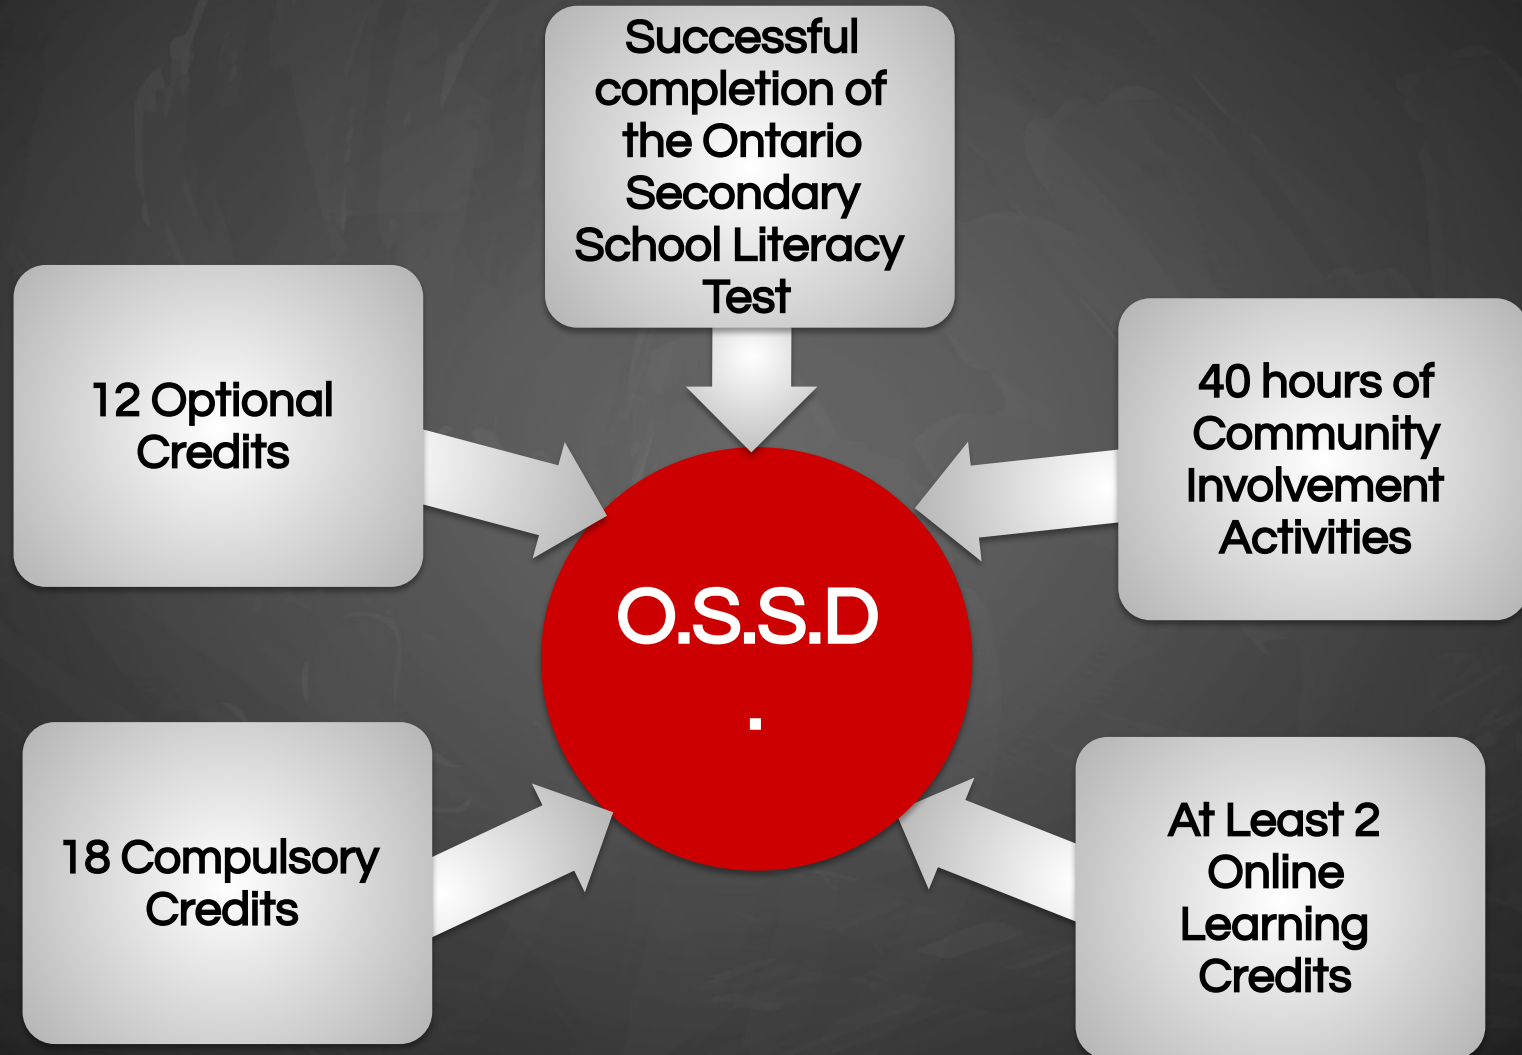 Successful
completion of
the Ontario
Secondary
School Literacy
Test
12 Optional
Credits
40 hours of
Community
Involvement
Activities
O.S.S.D
.
18 Compulsory
Credits
At Least 2
Online
Learning
Credits